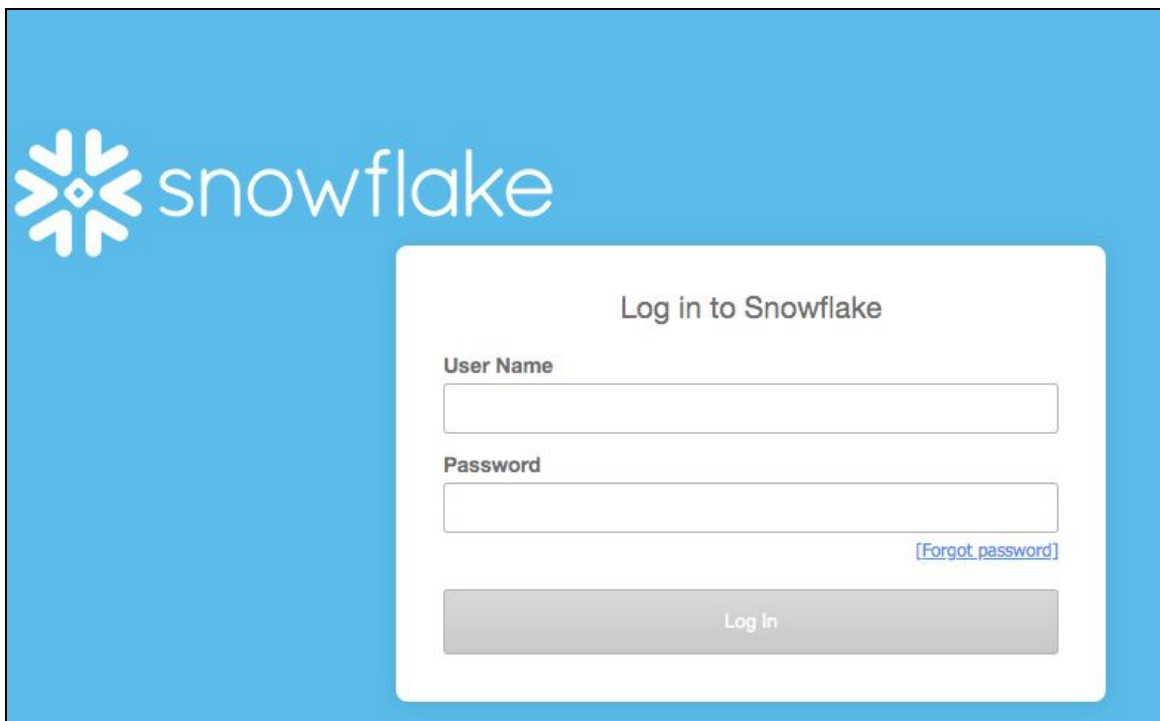 snowflake
Log in to Snowflake
User Name
Password
[Forgot password]
Log In